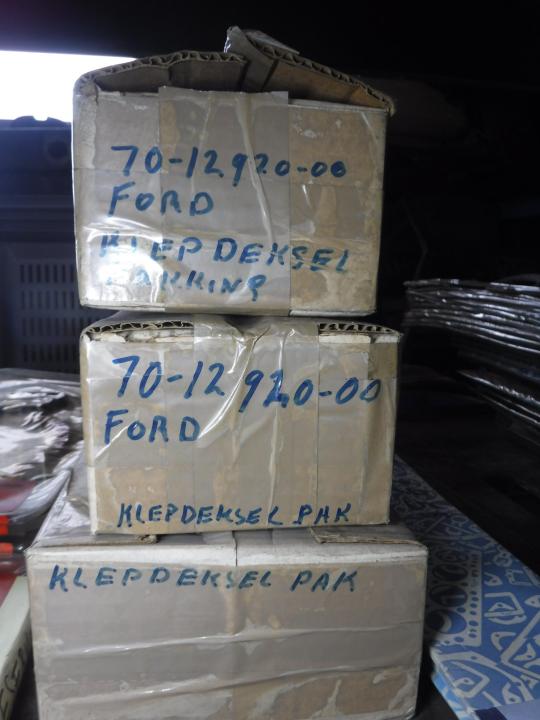 70-12920-00
FORD
KLEPDEKSEL
PAKKING
70-12920-00
FORD
KLEPDEKSEL PAK
KLEPDEKSEL PAK